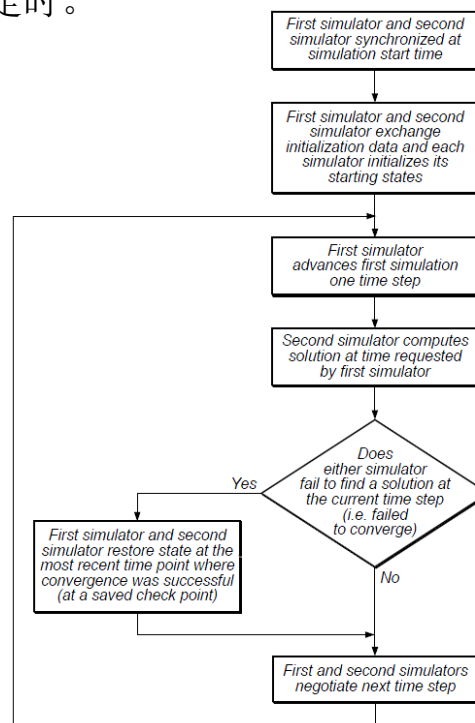 定时。
First simulator and second
simulator synchronized at
simulation start time
First simulator and second
simulator exchange
initialization data and each
simulator initializes its
starting states
First simulator
advances first simulation
one time step
Second simulator computes
solution at time requested
by first simulator
Does
either simulator
fail to find a solution at
the current time step
(i.e. failed
to converge)
Yes
First simulator and second
simulator restore state at the
most recent time point where
convergence was successful
(at a saved check point)
No
First and second simulators
negotiate next time step